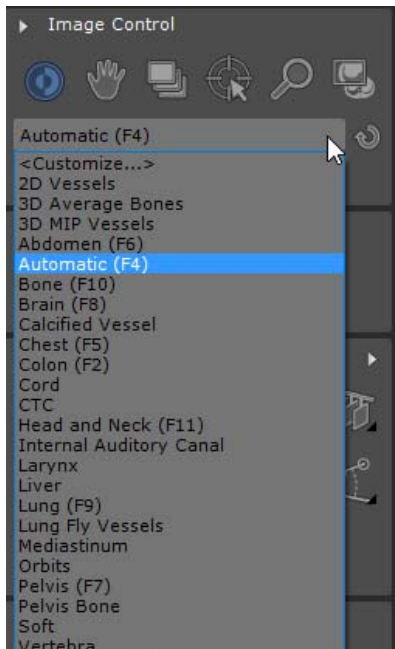 Image Control
Automatic (F4)
<Customize...>
2D Vessels
3D Average Bones
3D MIP Vessels
Abdomen (F6)
Automatic (F4)
Bone (F10)
Brain (F8)
Calcified Vessel
Chest (F5)
Colon (F2)
Cord
CTC
Head and Neck (F11)
Internal Auditory Canal
Larynx
Liver
Lung (F9)
Lung Fly Vessels
Mediastinum
Orbits
Pelvis (F7)
Pelvis Bone
Soft
Vertebra